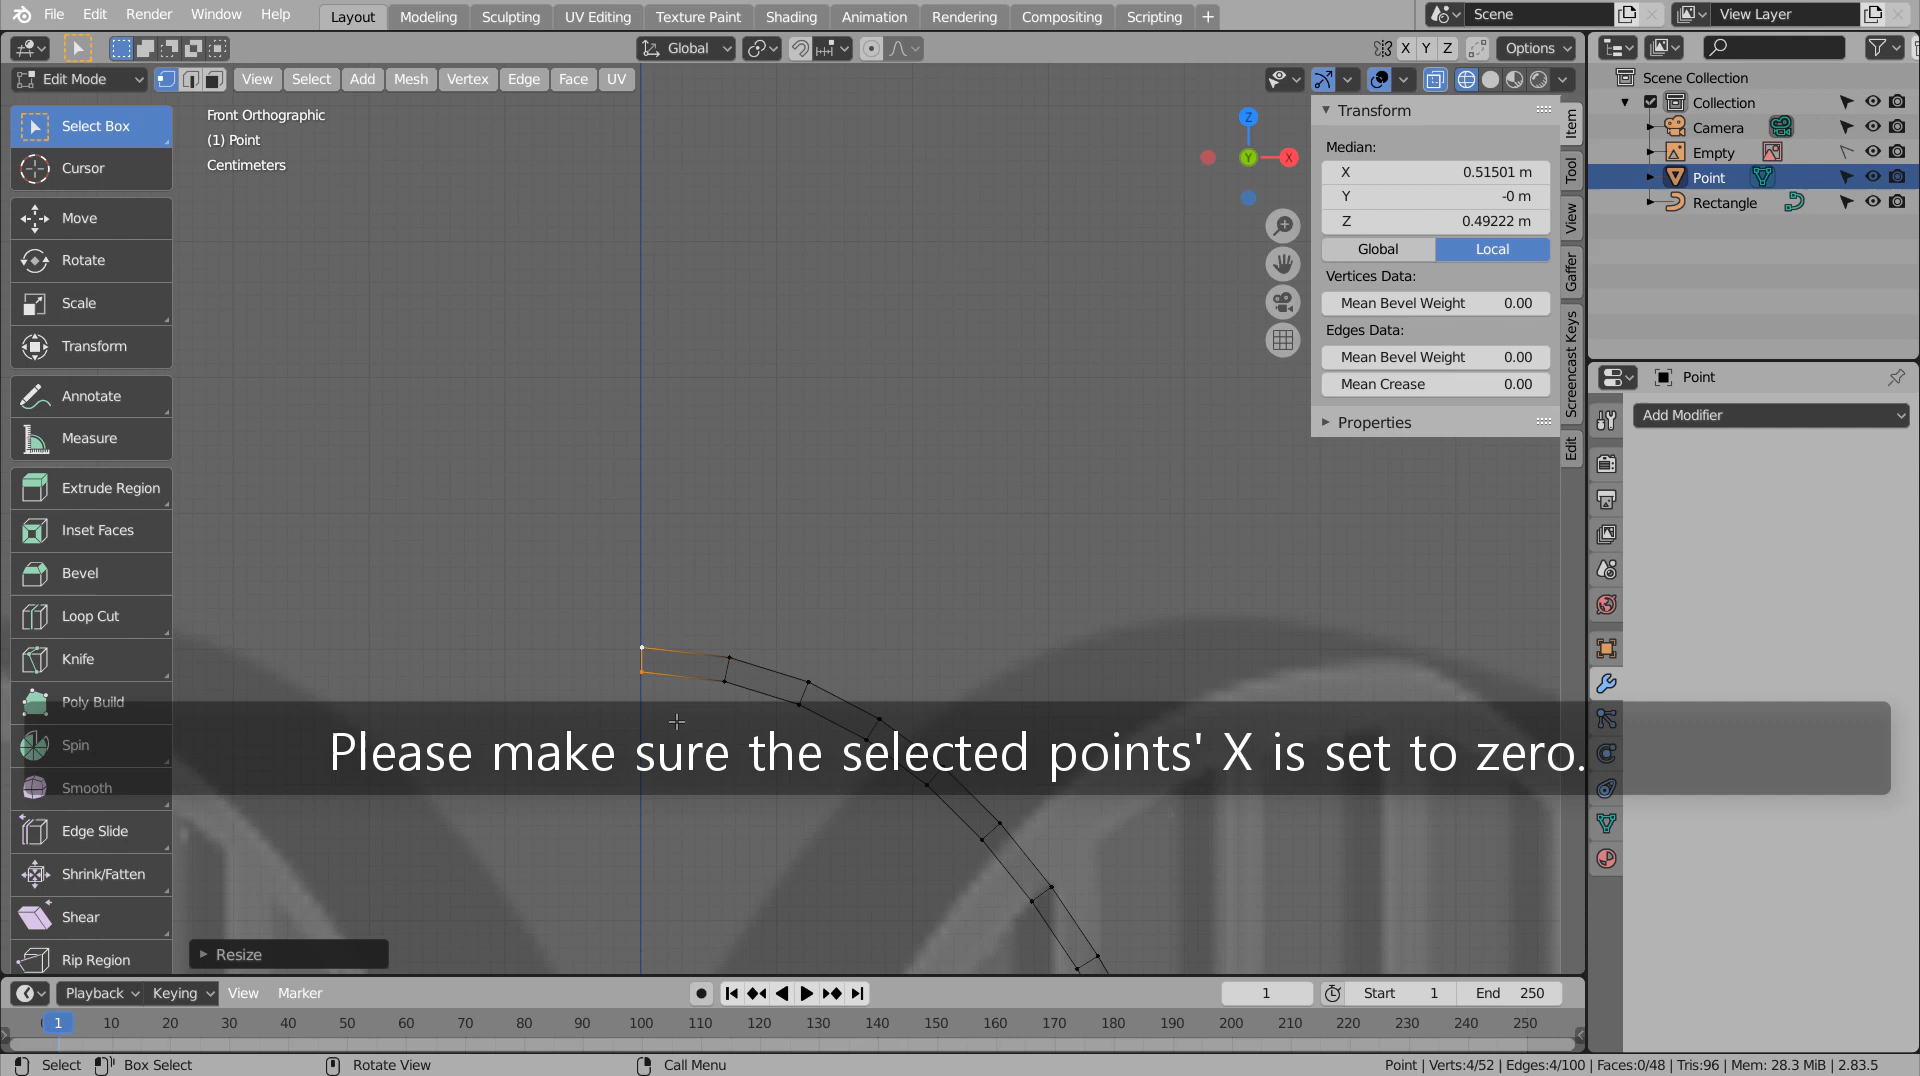 File Edit Render Window Help Layout Modeling Sculpting UV Editing Texture Paint Shading Animation Rendering Compositing Scripting + Scene View Layer
Global X Y Z Options
Edit Mode View Select Add Mesh Vertex Edge Face UV
Select Box
Cursor
Move
Rotate
Scale
Transform
Annotate
Measure
Extrude Region
Inset Faces
Bevel
Loop Cut
Knife
Poly Build
Spin
Smooth
Edge Slide
Shrink/Fatten
Shear
Rip Region
Front Orthographic
(1) Point
Centimeters
Z
Y
X
Transform
Median:
X 0.51501 m
Y -0 m
Z 0.49222 m
Global Local
Vertices Data:
Mean Bevel Weight 0.00
Edges Data:
Mean Bevel Weight 0.00
Mean Crease 0.00
Properties
Item
Tool
View
Gaffer
Screencast Keys
Edit
Scene Collection
Collection
Camera
Empty
Point
Rectangle
Point
Add Modifier
Please make sure the selected points' X is set to zero.
Resize
Playback Keying View Marker 1 Start 1 End 250
1 10 20 30 40 50 60 70 80 90 100 110 120 130 140 150 160 170 180 190 200 210 220 230 240 250
Select Box Select Rotate View Call Menu Point | Verts:4/52 | Edges:4/100 | Faces:0/48 | Tris:96 | Mem: 28.3 MiB | 2.83.5